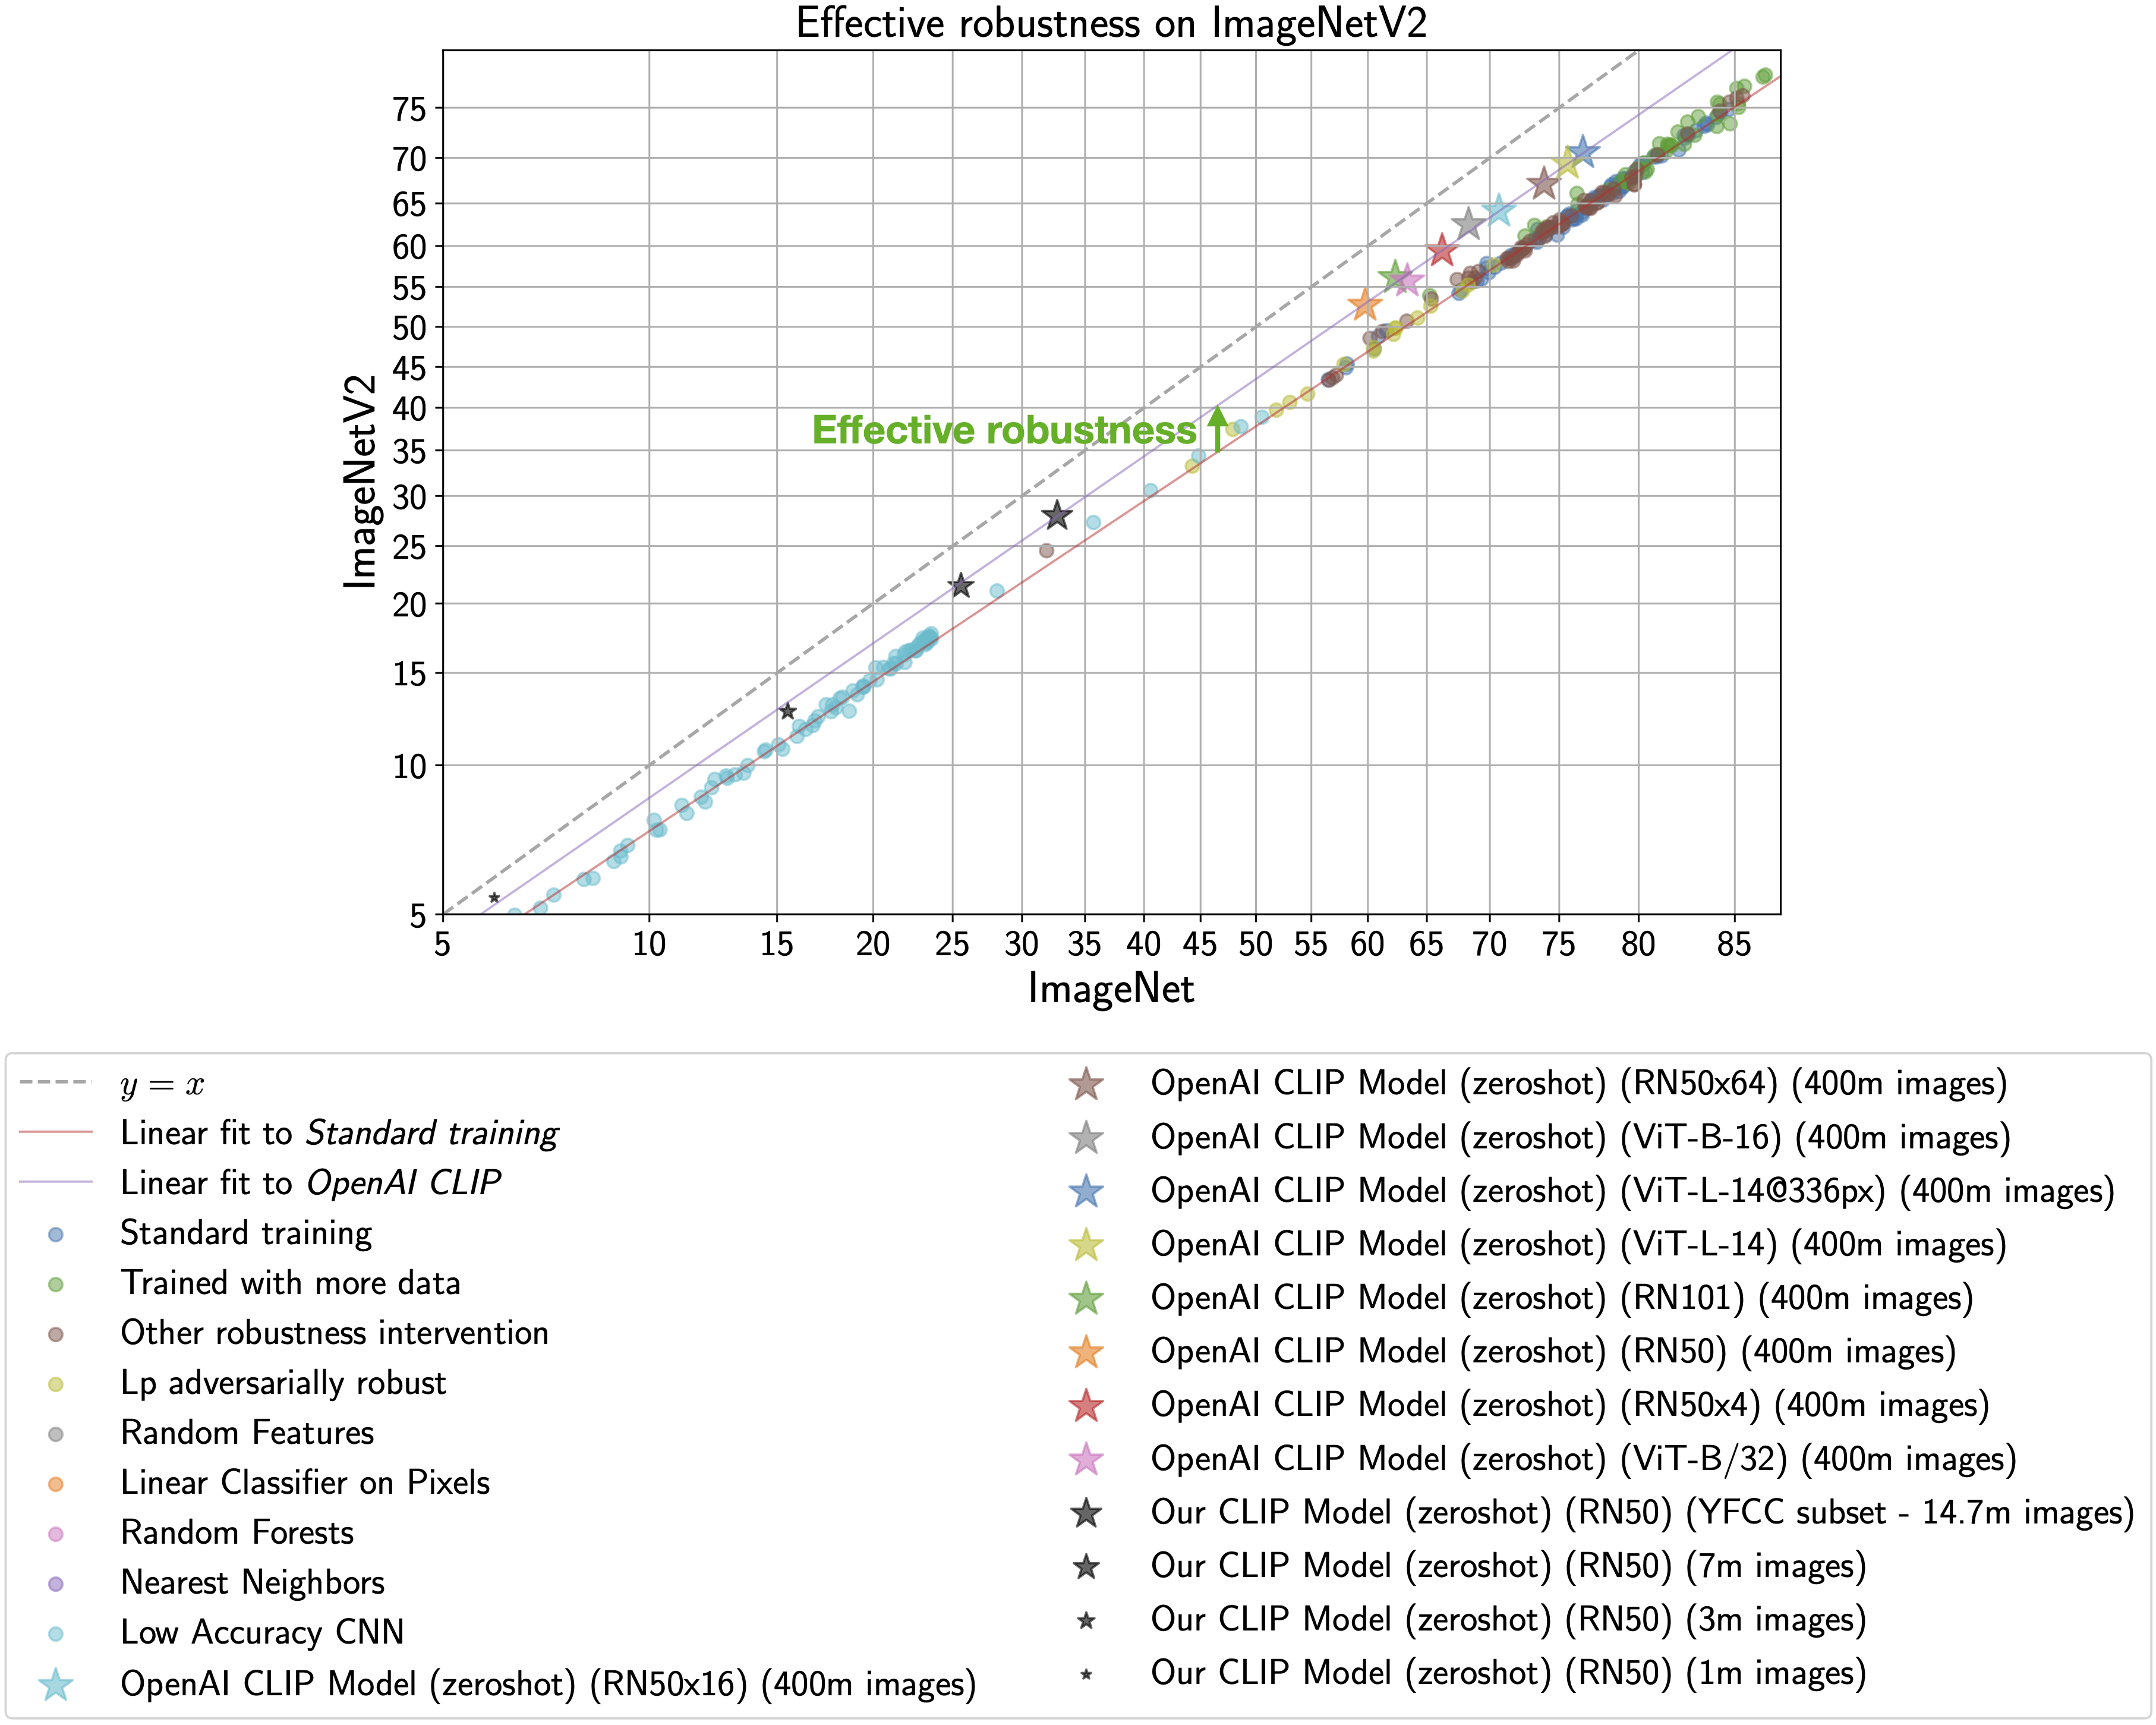 Effective robustness on ImageNetV2
75
70
65
60
55
50
45
40
35
30
25
20
15
10
5
ImageNetV2
Effective robustness
5 10 15 20 25 30 35 40 45 50 55 60 65 70 75 80 85
ImageNet
y = x
Linear fit to Standard training
Linear fit to OpenAI CLIP
Standard training
Trained with more data
Other robustness intervention
Lp adversarially robust
Random Features
Linear Classifier on Pixels
Random Forests
Nearest Neighbors
Low Accuracy CNN
OpenAI CLIP Model (zeroshot) (RN50x16) (400m images)
OpenAI CLIP Model (zeroshot) (RN50x64) (400m images)
OpenAI CLIP Model (zeroshot) (ViT-B-16) (400m images)
OpenAI CLIP Model (zeroshot) (ViT-L-14@336px) (400m images)
OpenAI CLIP Model (zeroshot) (ViT-L-14) (400m images)
OpenAI CLIP Model (zeroshot) (RN101) (400m images)
OpenAI CLIP Model (zeroshot) (RN50) (400m images)
OpenAI CLIP Model (zeroshot) (RN50x4) (400m images)
OpenAI CLIP Model (zeroshot) (ViT-B/32) (400m images)
Our CLIP Model (zeroshot) (RN50) (YFCC subset - 14.7m images)
Our CLIP Model (zeroshot) (RN50) (7m images)
Our CLIP Model (zeroshot) (RN50) (3m images)
Our CLIP Model (zeroshot) (RN50) (1m images)